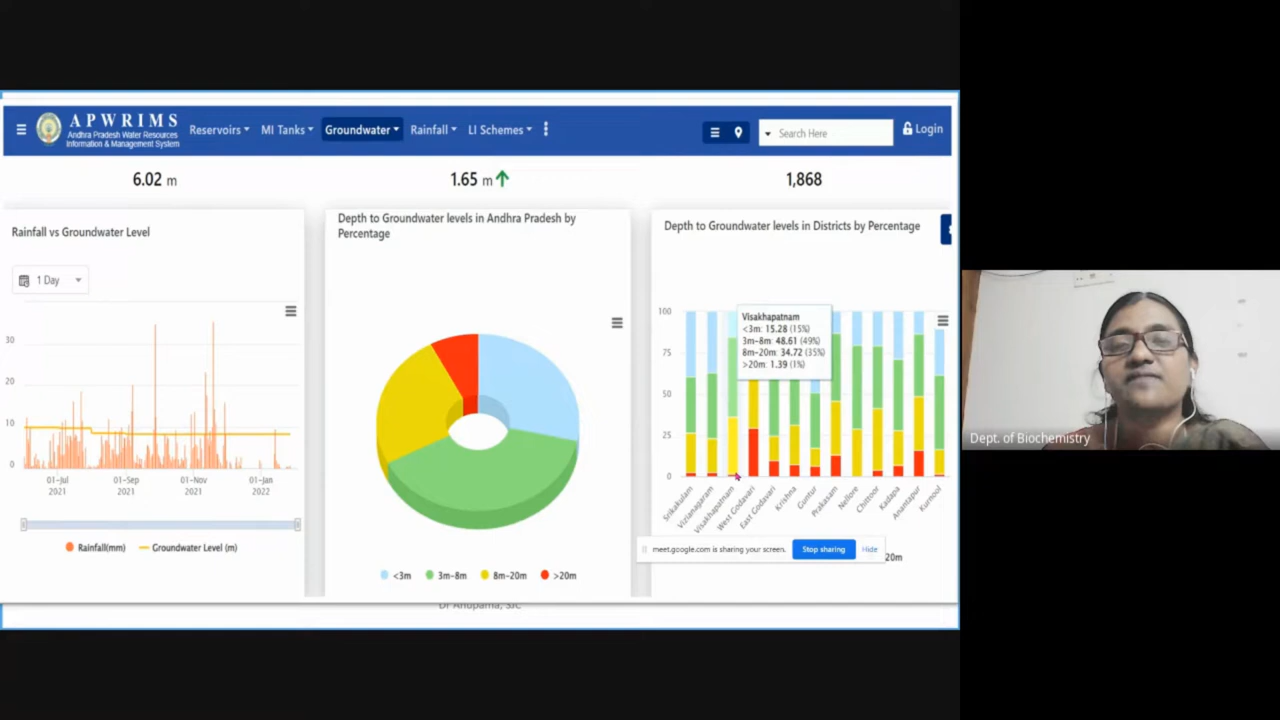 APWRIMS
Andhra Pradesh Water Resources
Information & Management System
Reservoirs
MI Tanks
Groundwater
Rainfall
LI Schemes
Search Here
Login
6.02 m
1.65 m
1,868
Rainfall vs Groundwater Level
1 Day
30
20
10
0
01-Jul 2021
01-Sep 2021
01-Nov 2021
01-Jan 2022
Rainfall(mm)
Groundwater Level (m)
Depth to Groundwater levels in Andhra Pradesh by
Percentage
<3m
3m-8m
8m-20m
>20m
Depth to Groundwater levels in Districts by Percentage
100
75
50
25
0
Visakhapatnam
<3m: 15.28 (15%)
3m-8m: 48.61 (49%)
8m-20m: 34.72 (35%)
>20m: 1.39 (1%)
Srikakulam
Vizianagaram
Visakhapatnam
West Godavari
East Godavari
Krishna
Guntur
Prakasam
Nellore
Chittoor
Kadapa
Anantapur
Kurnool
meet.google.com is sharing your screen.
Stop sharing
Hide
20m
Dr Anupama, SJC
Dept. of Biochemistry